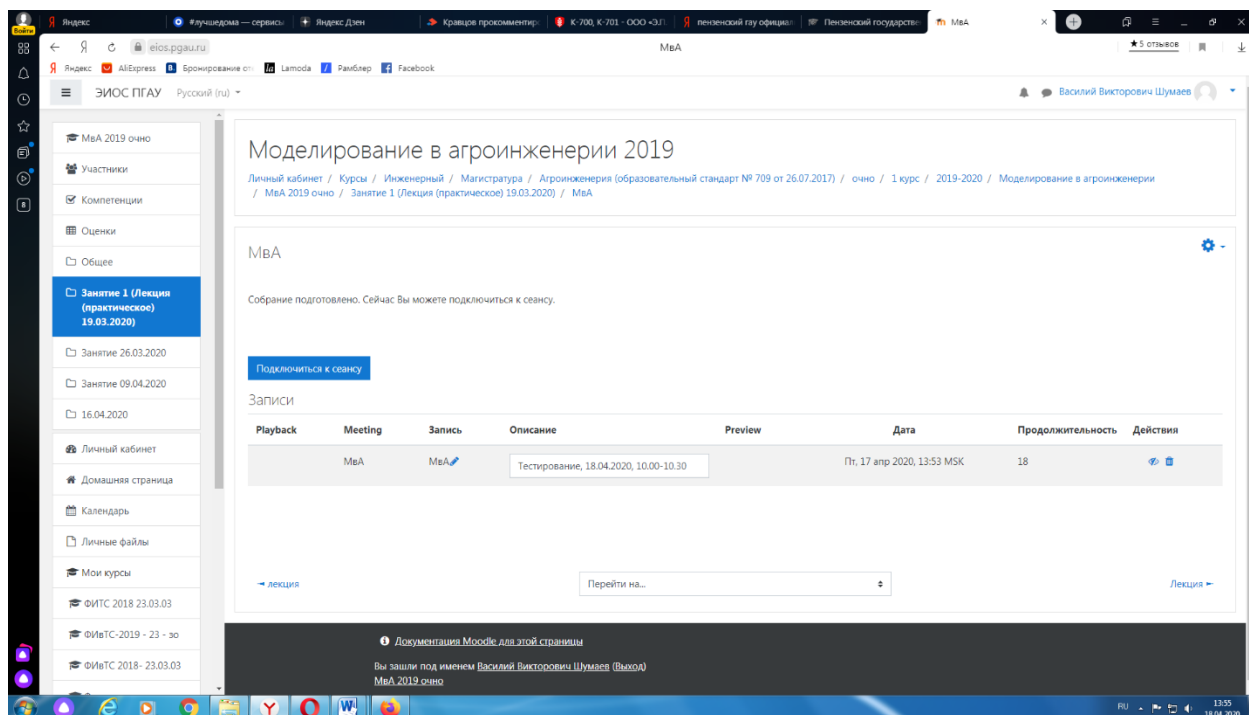 Яндекс
#лучшедома — сервисы
Яндекс.Дзен
Кравцов прокомментиро
К-700, К-701 - ООО «ЭЛ
пензенский гау официал
Пензенский государстве
МвА
Войти
eios.pgau.ru
МвА
★ 5 отзывов
Яндекс
AliExpress
Бронирование от
Lamoda
Рамблер
Facebook
ЭИОС ПГАУ Русский (ru)
Василий Викторович Шумаев
МвА 2019 очно
Участники
Компетенции
Оценки
Общее
Занятие 1 (Лекция
(практическое)
19.03.2020)
Занятие 26.03.2020
Занятие 09.04.2020
16.04.2020
Личный кабинет
Домашняя страница
Календарь
Личные файлы
Мои курсы
ФИТС 2018 23.03.03
ФИвТС-2019 - 23 - зо
ФИвТС 2018- 23.03.03
Моделирование в агроинженерии 2019
Личный кабинет / Курсы / Инженерный / Магистратура / Агроинженерия (образовательный стандарт № 709 от 26.07.2017) / очно / 1 курс / 2019-2020 / Моделирование в агроинженерии
/ МвА 2019 очно / Занятие 1 (Лекция (практическое) 19.03.2020) / МвА
МвА
Собрание подготовлено. Сейчас Вы можете подключиться к сеансу.
Подключиться к сеансу
Записи
Playback Meeting Запись Описание Preview Дата Продолжительность Действия
МвА МвА Тестирование, 18.04.2020, 10.00-10.30 Пт, 17 апр 2020, 13:53 MSK 18
◄ лекция
Перейти на...
Лекция ►
Документация Moodle для этой страницы
Вы зашли под именем Василий Викторович Шумаев (Выход)
МвА 2019 очно
RU
13:55
18.04.2020